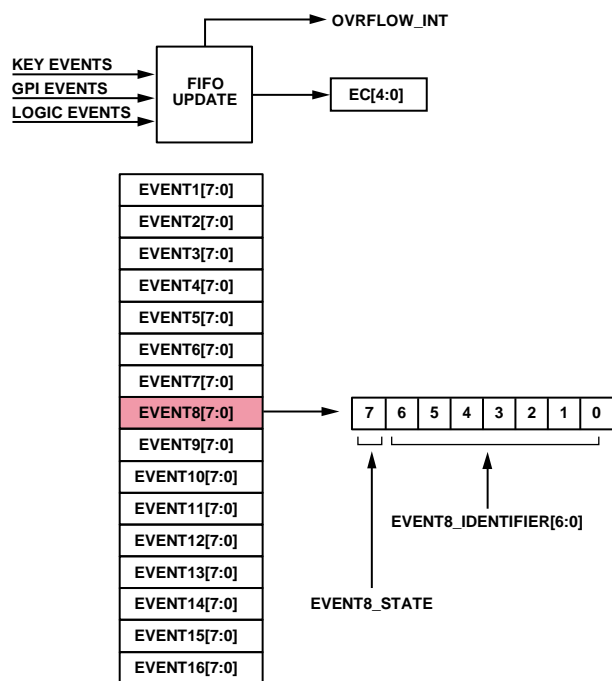 OVRFLOW_INT
KEY EVENTS
GPI EVENTS
LOGIC EVENTS
FIFO
UPDATE
EC[4:0]
EVENT1[7:0]
EVENT2[7:0]
EVENT3[7:0]
EVENT4[7:0]
EVENT5[7:0]
EVENT6[7:0]
EVENT7[7:0]
EVENT8[7:0]
7 6 5 4 3 2 1 0
EVENT9[7:0]
EVENT10[7:0]
EVENT11[7:0]
EVENT8_IDENTIFIER[6:0]
EVENT12[7:0]
EVENT13[7:0]
EVENT14[7:0]
EVENT8_STATE
EVENT15[7:0]
EVENT16[7:0]